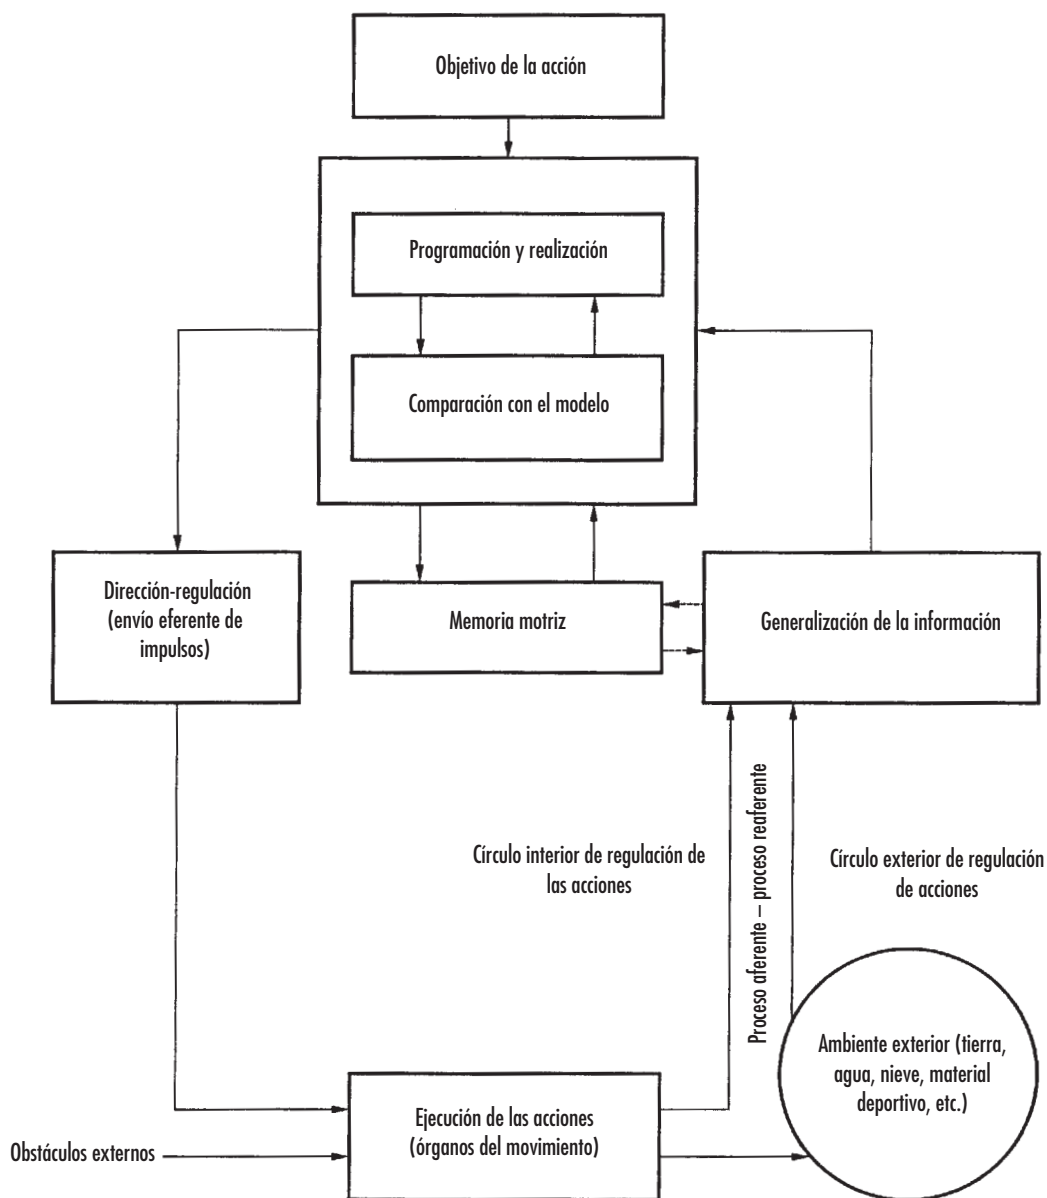 Objetivo de la acción
Programación y realización
Comparación con el modelo
Dirección-regulación
(envío eferente de
impulsos)
Memoria motriz
Generalización de la información
Círculo interior de regulación de
las acciones
Proceso aferente – proceso reaferente
Círculo exterior de regulación
de acciones
Ambiente exterior (tierra,
agua, nieve, material
deportivo, etc.)
Ejecución de las acciones
(órganos del movimiento)
Obstáculos externos